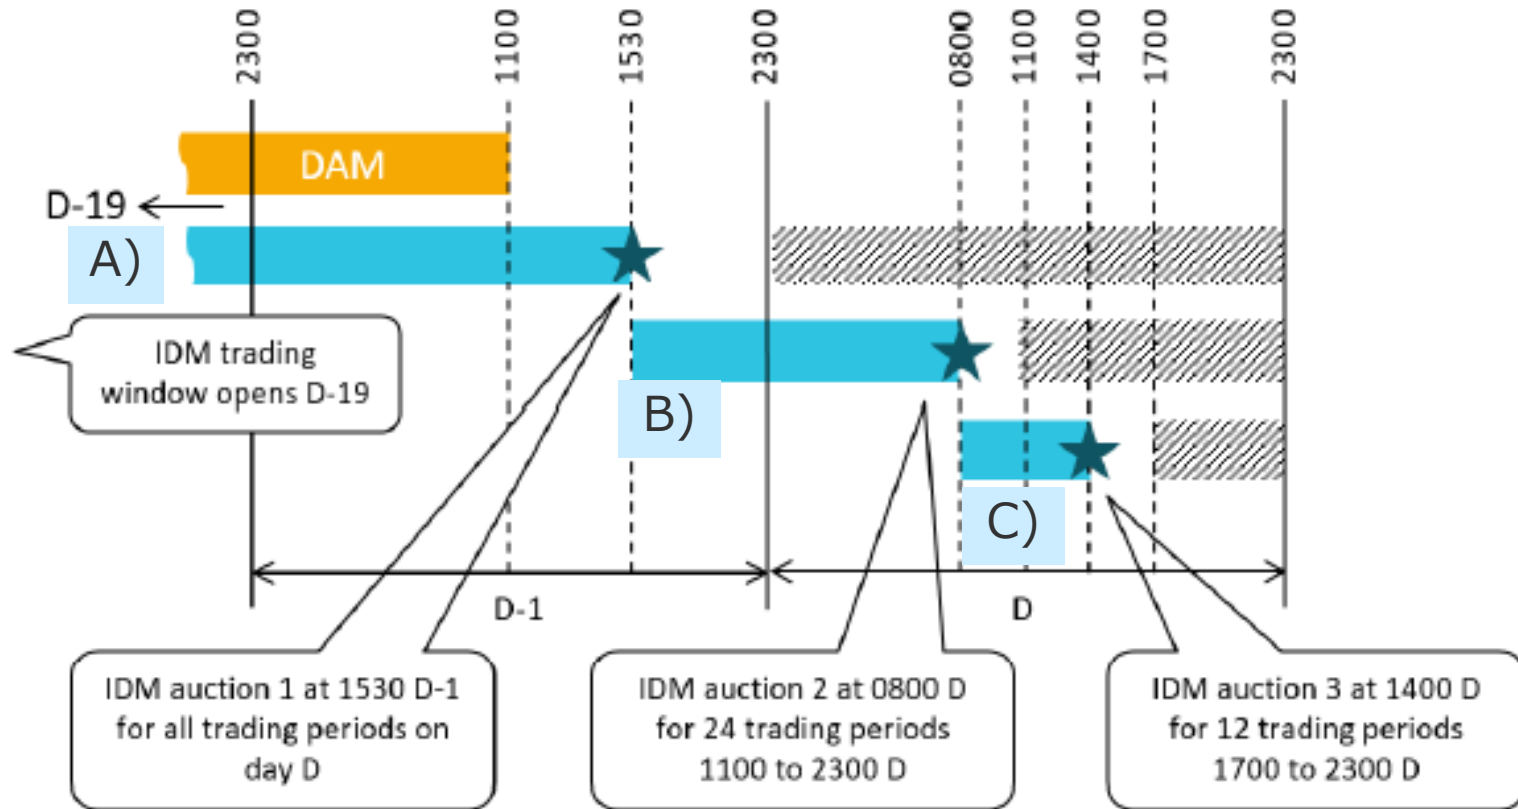 2300
1100
1530
2300
0800
1100
1400
1700
2300
DAM
D-19
A)
IDM trading
window opens D-19
B)
C)
D-1
D
IDM auction 1 at 1530 D-1
for all trading periods on
day D
IDM auction 2 at 0800 D
for 24 trading periods
1100 to 2300 D
IDM auction 3 at 1400 D
for 12 trading periods
1700 to 2300 D